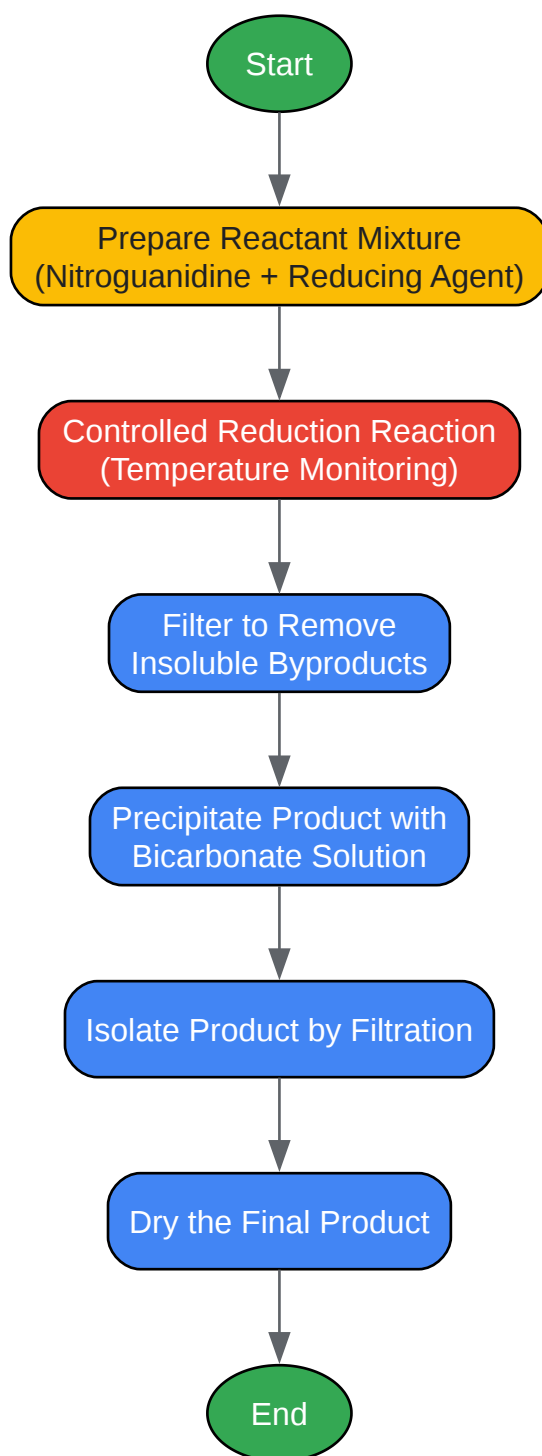 Start
Prepare Reactant Mixture
(Nitroguanidine + Reducing Agent)
Controlled Reduction Reaction
(Temperature Monitoring)
Filter to Remove
Insoluble Byproducts
Precipitate Product with
Bicarbonate Solution
Isolate Product by Filtration
Dry the Final Product
End